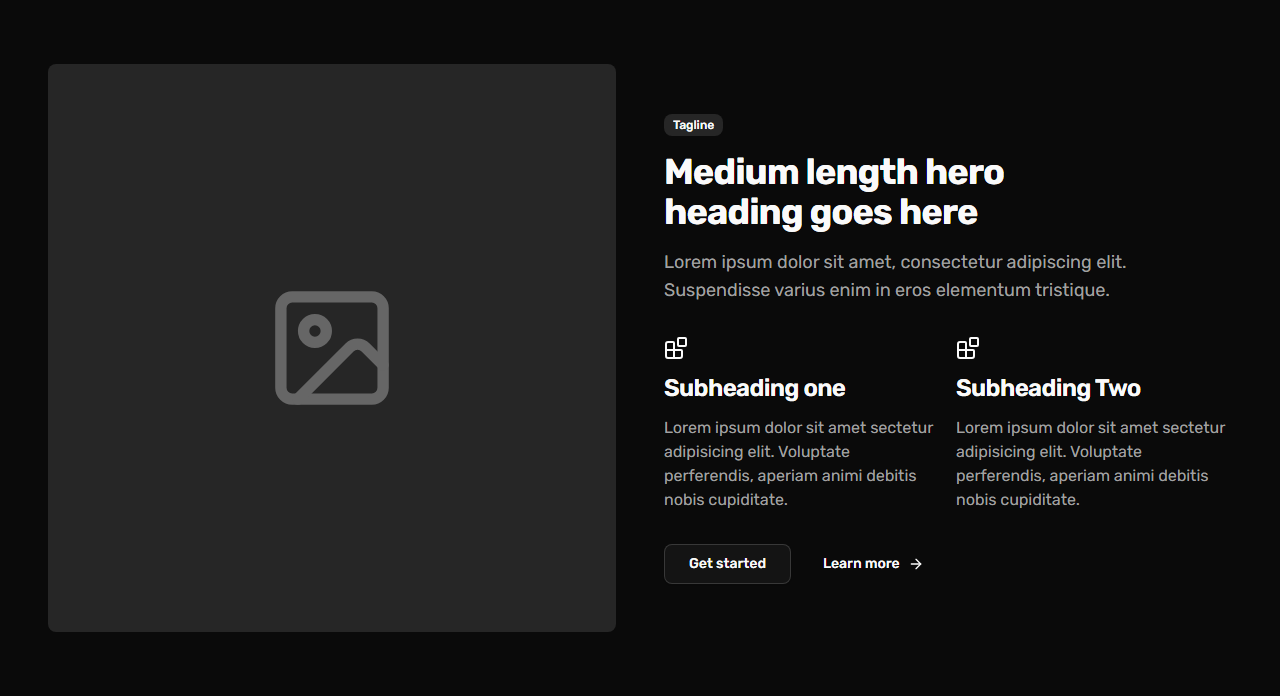 Tagline
Medium length hero
heading goes here
Lorem ipsum dolor sit amet, consectetur adipiscing elit.
Suspendisse varius enim in eros elementum tristique.
Subheading one
Lorem ipsum dolor sit amet sectetur
adipisicing elit. Voluptate
perferendis, aperiam animi debitis
nobis cupiditate.
Subheading Two
Lorem ipsum dolor sit amet sectetur
adipisicing elit. Voluptate
perferendis, aperiam animi debitis
nobis cupiditate.
Get started
Learn more